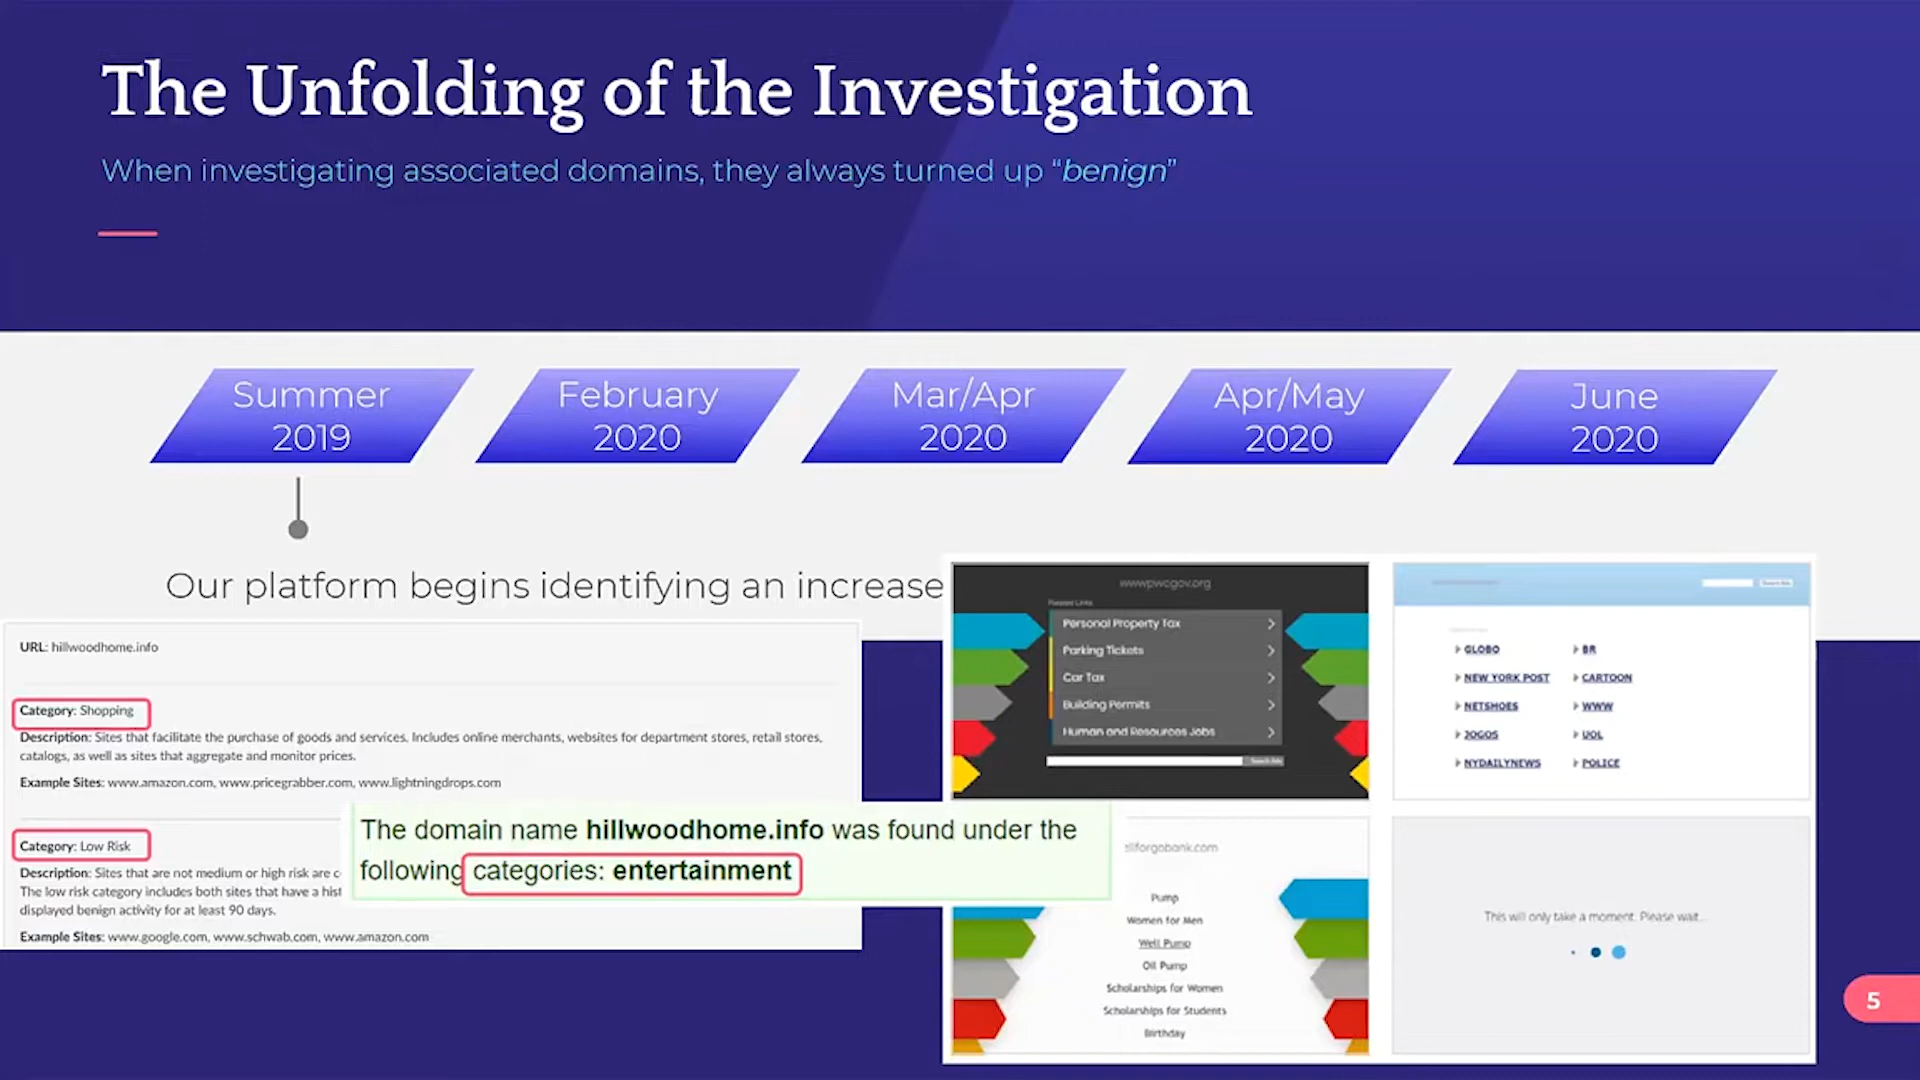 The Unfolding of the Investigation
When investigating associated domains, they always turned up “benign”
Summer
2019
February
2020
Mar/Apr
2020
Apr/May
2020
June
2020
Our platform begins identifying an increase
URL: hillwoodhome.info
Category: Shopping
Description: Sites that facilitate the purchase of goods and services. Includes online merchants, websites for department stores, retail stores,
catalogs, as well as sites that aggregate and monitor prices.
Example Sites: www.amazon.com, www.pricegrabber.com, www.lightningdrops.com
Category: Low Risk
Description: Sites that are not medium or high risk are c
The low risk category includes both sites that have a hist
displayed benign activity for at least 90 days.
Example Sites: www.google.com, www.schwab.com, www.amazon.com
The domain name hillwoodhome.info was found under the
following categories: entertainment
wwwpwcgov.org
Related Links
Personal Property Tax
Parking Tickets
Car Tax
Building Permits
Human and Resources Jobs
Search Ads
Search Ads
GLOBO
BR
NEW YORK POST
CARTOON
NETSHOES
WWW
JOGOS
UOL
NYDAILYNEWS
POLICE
Pump
Women for Men
Well Pump
Oil Pump
Scholarships for Women
Scholarships for Students
Birthday
This will only take a moment. Please wait...
5